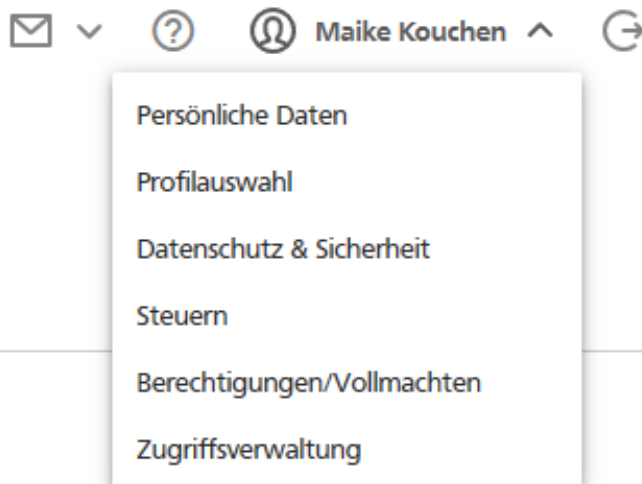 Maike Kouchen
Persönliche Daten
Profilauswahl
Datenschutz & Sicherheit
Steuern
Berechtigungen/Vollmachten
Zugriffsverwaltung